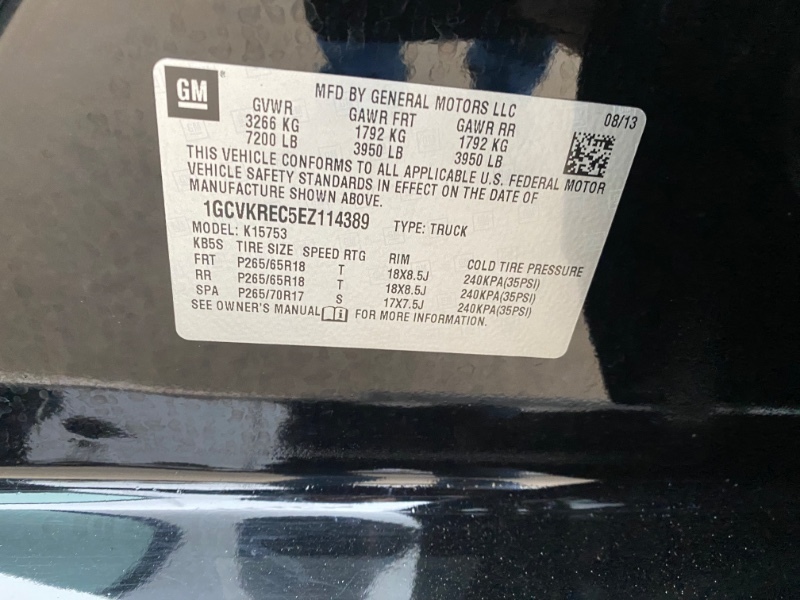 GM
MFD BY GENERAL MOTORS LLC
08/13
GVWR GAWR FRT GAWR RR
3266 KG 1792 KG 1792 KG
7200 LB 3950 LB 3950 LB
THIS VEHICLE CONFORMS TO ALL APPLICABLE U.S. FEDERAL MOTOR
VEHICLE SAFETY STANDARDS IN EFFECT ON THE DATE OF
MANUFACTURE SHOWN ABOVE.
1GCVKREC5EZ114389 TYPE: TRUCK
MODEL: K15753
KB5S TIRE SIZE SPEED RTG RIM COLD TIRE PRESSURE
FRT P265/65R18 T 18X8.5J 240KPA(35PSI)
RR P265/65R18 T 18X8.5J 240KPA(35PSI)
SPA P265/70R17 S 17X7.5J 240KPA(35PSI)
SEE OWNER'S MANUAL FOR MORE INFORMATION.